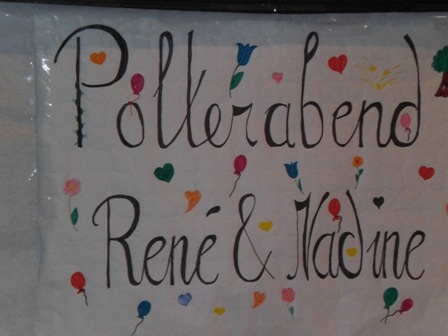 Polterabend
René & Nadine